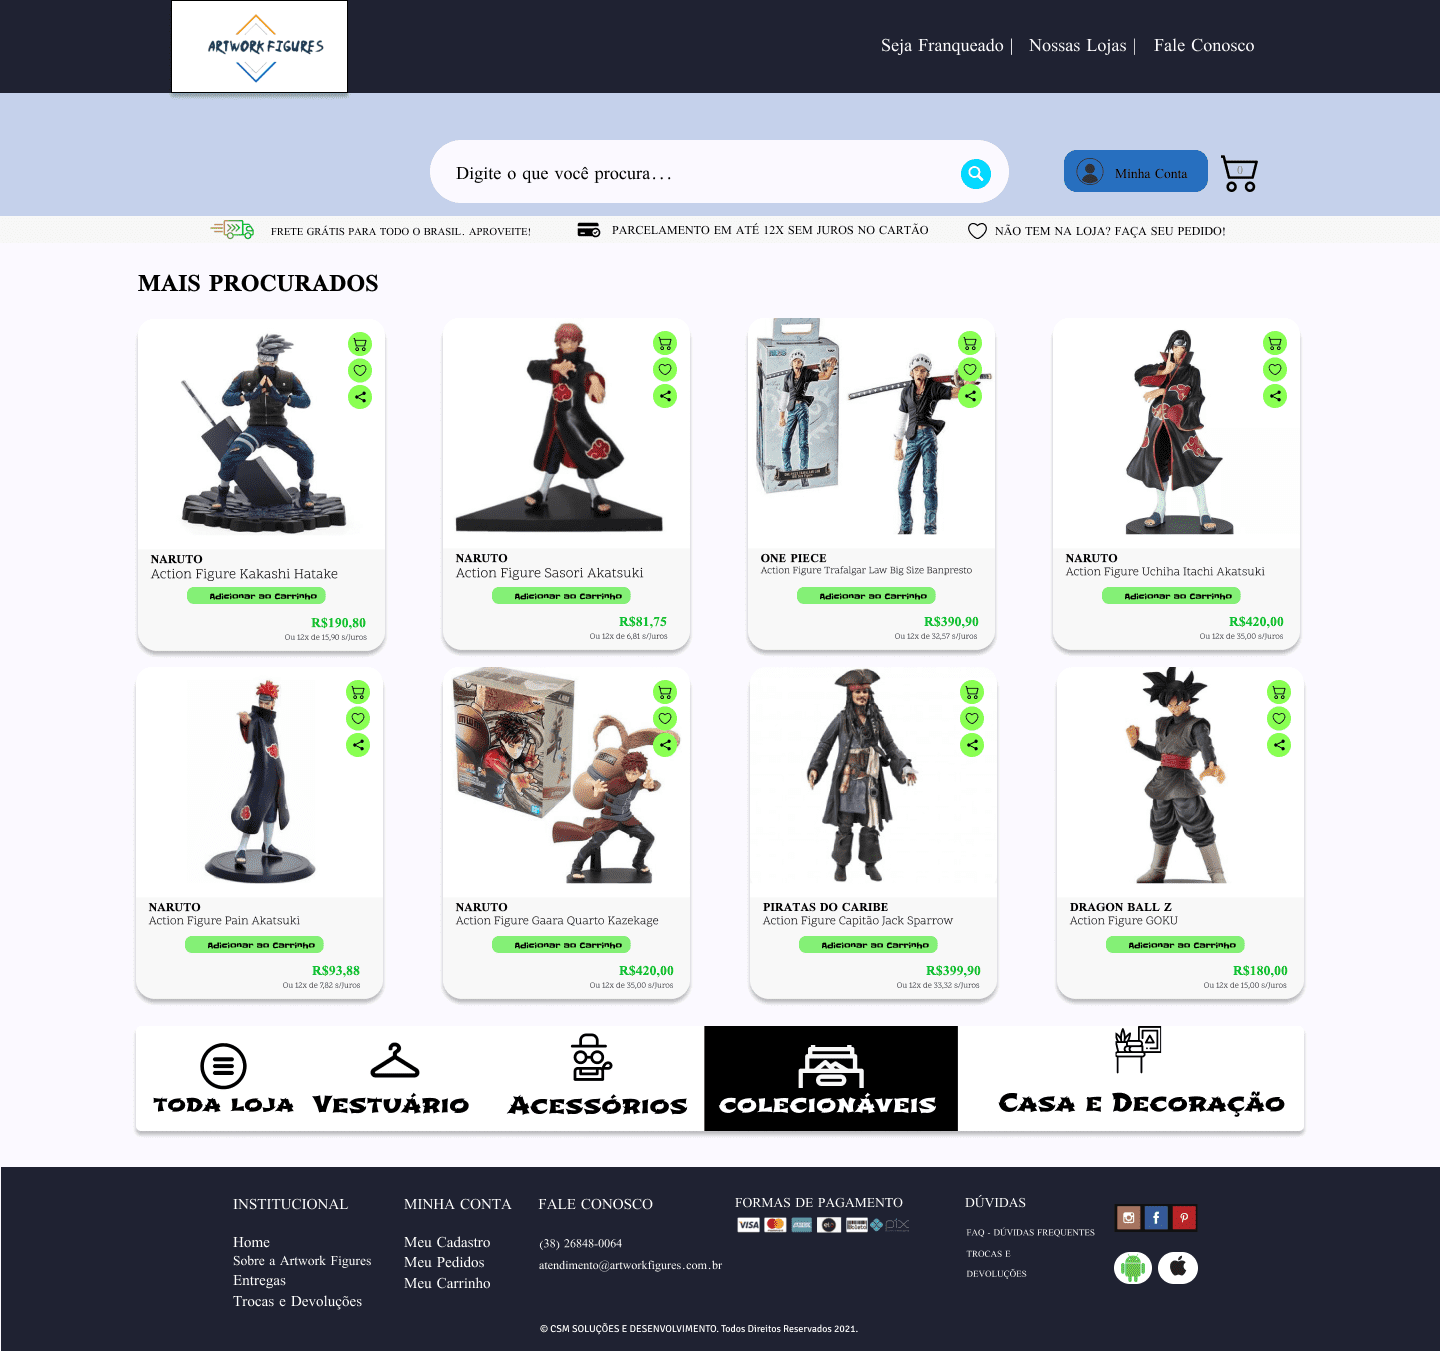 ARTWORK FIGURES
Seja Franqueado | Nossas Lojas | Fale Conosco
Digite o que você procura...
Minha Conta
0
FRETE GRÁTIS PARA TODO O BRASIL. APROVEITE!
PARCELAMENTO EM ATÉ 12X SEM JUROS NO CARTÃO
NÃO TEM NA LOJA? FAÇA SEU PEDIDO!
MAIS PROCURADOS
NARUTO
Action Figure Kakashi Hatake
Adicionar ao Carrinho
R$190,80
Ou 12x de 15,90 s/Juros
NARUTO
Action Figure Sasori Akatsuki
Adicionar ao Carrinho
R$81,75
Ou 12x de 6,81 s/Juros
ONE PIECE
Action Figure Trafalgar Law Big Size Banpresto
Adicionar ao Carrinho
R$390,90
Ou 12x de 32,57 s/Juros
NARUTO
Action Figure Uchiha Itachi Akatsuki
Adicionar ao Carrinho
R$420,00
Ou 12x de 35,00 s/Juros
NARUTO
Action Figure Pain Akatsuki
Adicionar ao Carrinho
R$93,88
Ou 12x de 7,82 s/Juros
NARUTO
Action Figure Gaara Quarto Kazekage
Adicionar ao Carrinho
R$420,00
Ou 12x de 35,00 s/Juros
PIRATAS DO CARIBE
Action Figure Capitão Jack Sparrow
Adicionar ao Carrinho
R$399,90
Ou 12x de 33,32 s/Juros
DRAGON BALL Z
Action Figure GOKU
Adicionar ao Carrinho
R$180,00
Ou 12x de 15,00 s/Juros
TODA LOJA
VESTUÁRIO
ACESSÓRIOS
COLECIONÁVEIS
CASA E DECORAÇÃO
INSTITUCIONAL
Home
Sobre a Artwork Figures
Entregas
Trocas e Devoluções
MINHA CONTA
Meu Cadastro
Meu Pedidos
Meu Carrinho
FALE CONOSCO
(38) 26848-0064
atendimento@artworkfigures.com.br
FORMAS DE PAGAMENTO
VISA
elo
Boleto
pix
DÚVIDAS
FAQ - DÚVIDAS FREQUENTES
TROCAS E
DEVOLUÇÕES
© CSM SOLUÇÕES E DESENVOLVIMENTO. Todos Direitos Reservados 2021.